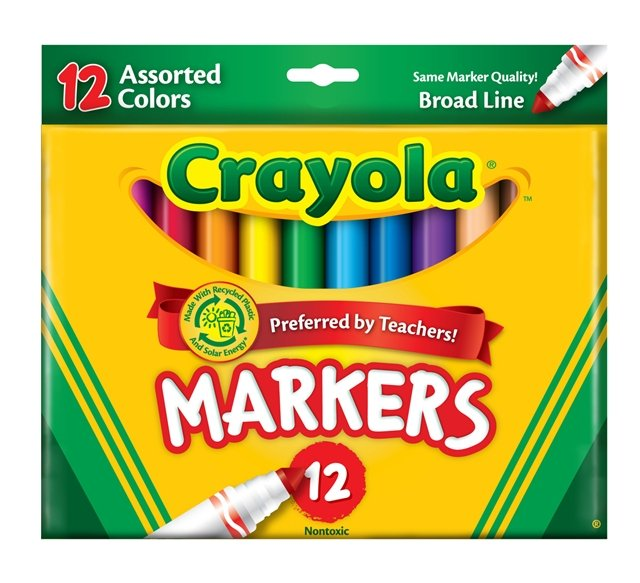 12 Assorted
Colors
Same Marker Quality!
Broad Line
Crayola®
™
Made With Recycled Plastic
And Solar Energy*
Preferred by Teachers!
MARKERS
12
Nontoxic
®